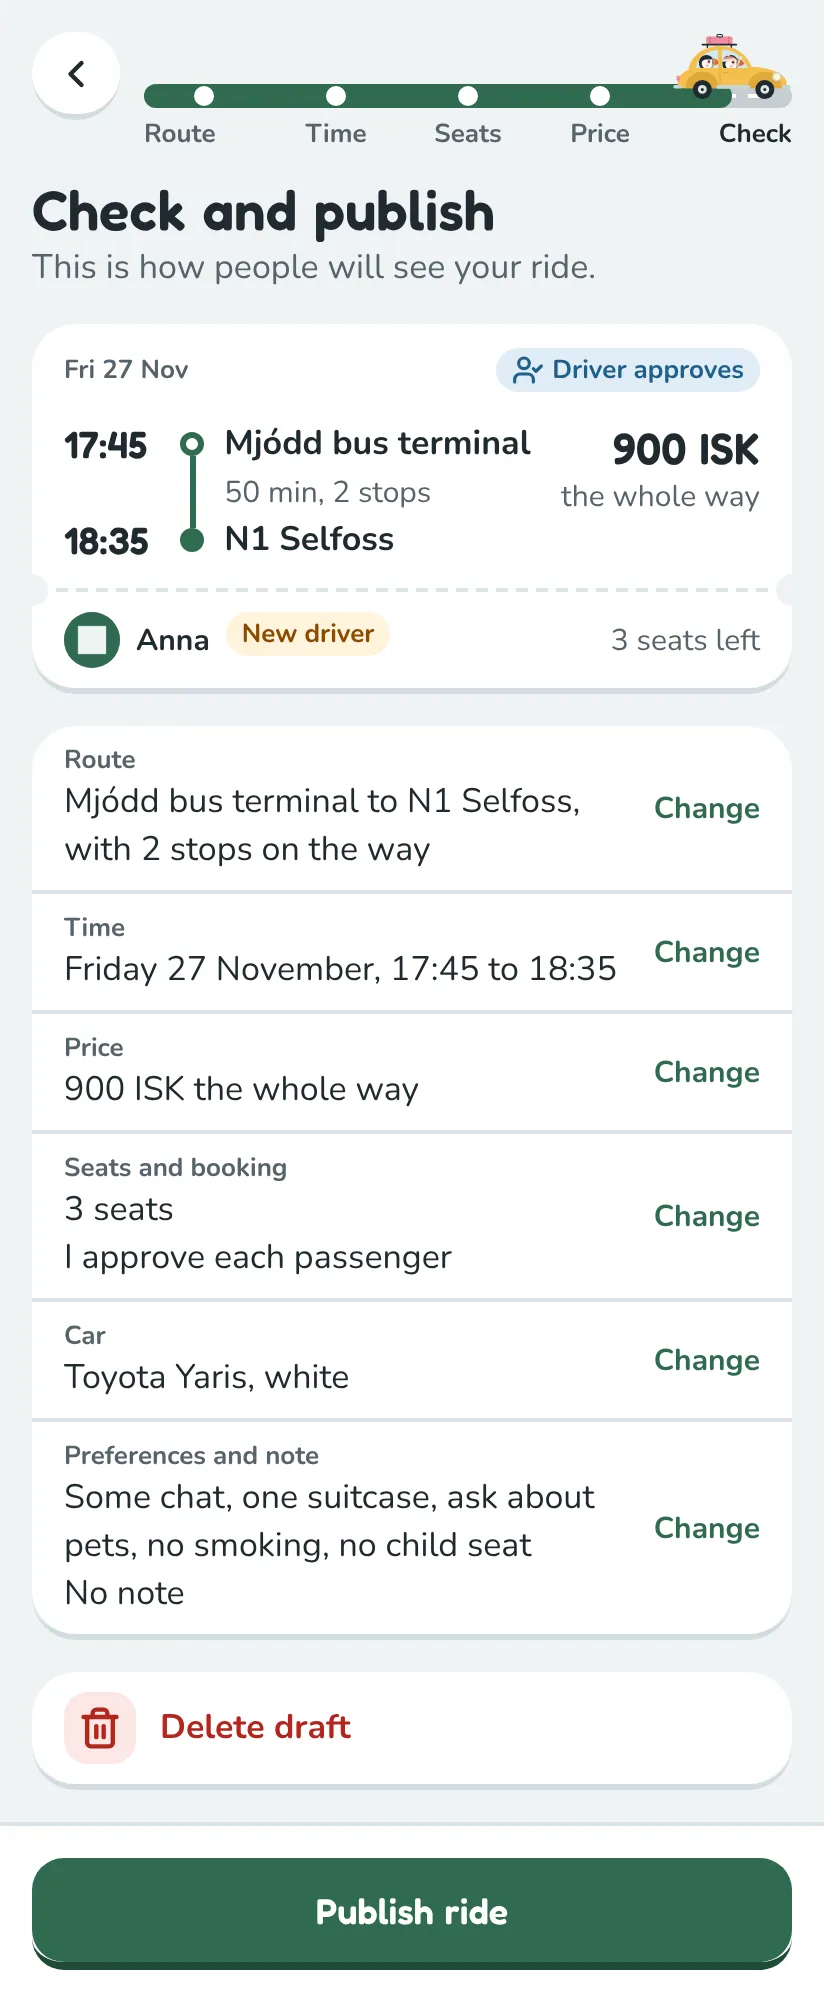 Route
Time
Seats
Price
Check
Check and publish
This is how people will see your ride.
Fri 27 Nov
Driver approves
17:45
Mjódd bus terminal
900 ISK
50 min, 2 stops
the whole way
18:35
N1 Selfoss
Anna
New driver
3 seats left
Route
Mjódd bus terminal to N1 Selfoss,
with 2 stops on the way
Change
Time
Friday 27 November, 17:45 to 18:35
Change
Price
900 ISK the whole way
Change
Seats and booking
3 seats
I approve each passenger
Change
Car
Toyota Yaris, white
Change
Preferences and note
Some chat, one suitcase, ask about
pets, no smoking, no child seat
No note
Change
Delete draft
Publish ride